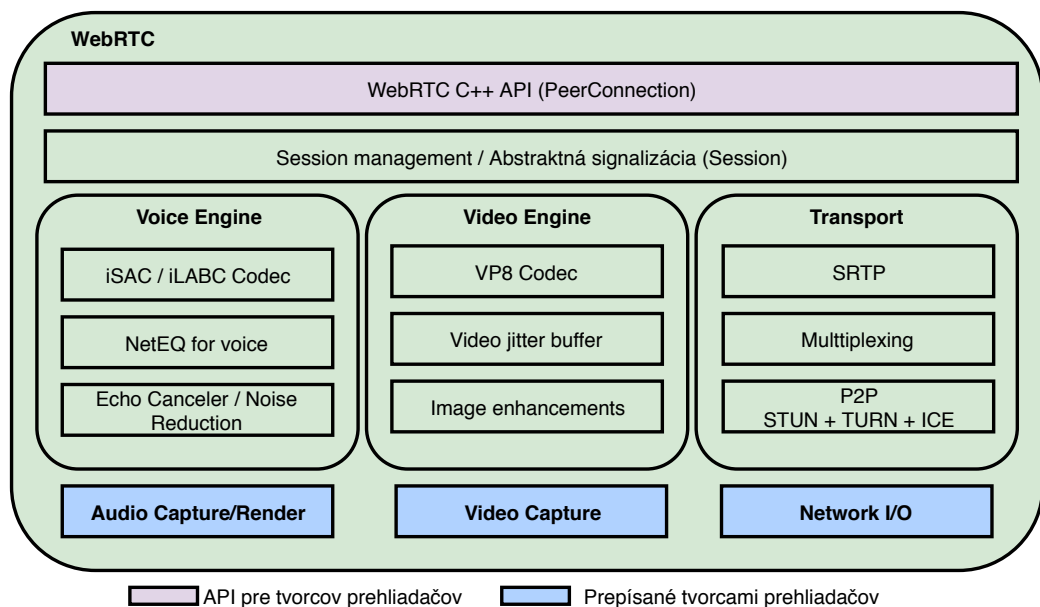 WebRTC
WebRTC C++ API (PeerConnection)
Session management / Abstraktná signalizácia (Session)
Voice Engine
iSAC / iLABC Codec
NetEQ for voice
Echo Canceler / Noise
Reduction
Audio Capture/Render
Video Engine
VP8 Codec
Video jitter buffer
Image enhancements
Video Capture
Transport
SRTP
Multtiplexing
P2P
STUN + TURN + ICE
Network I/O
API pre tvorcov prehliadačov
Prepísané tvorcami prehliadačov